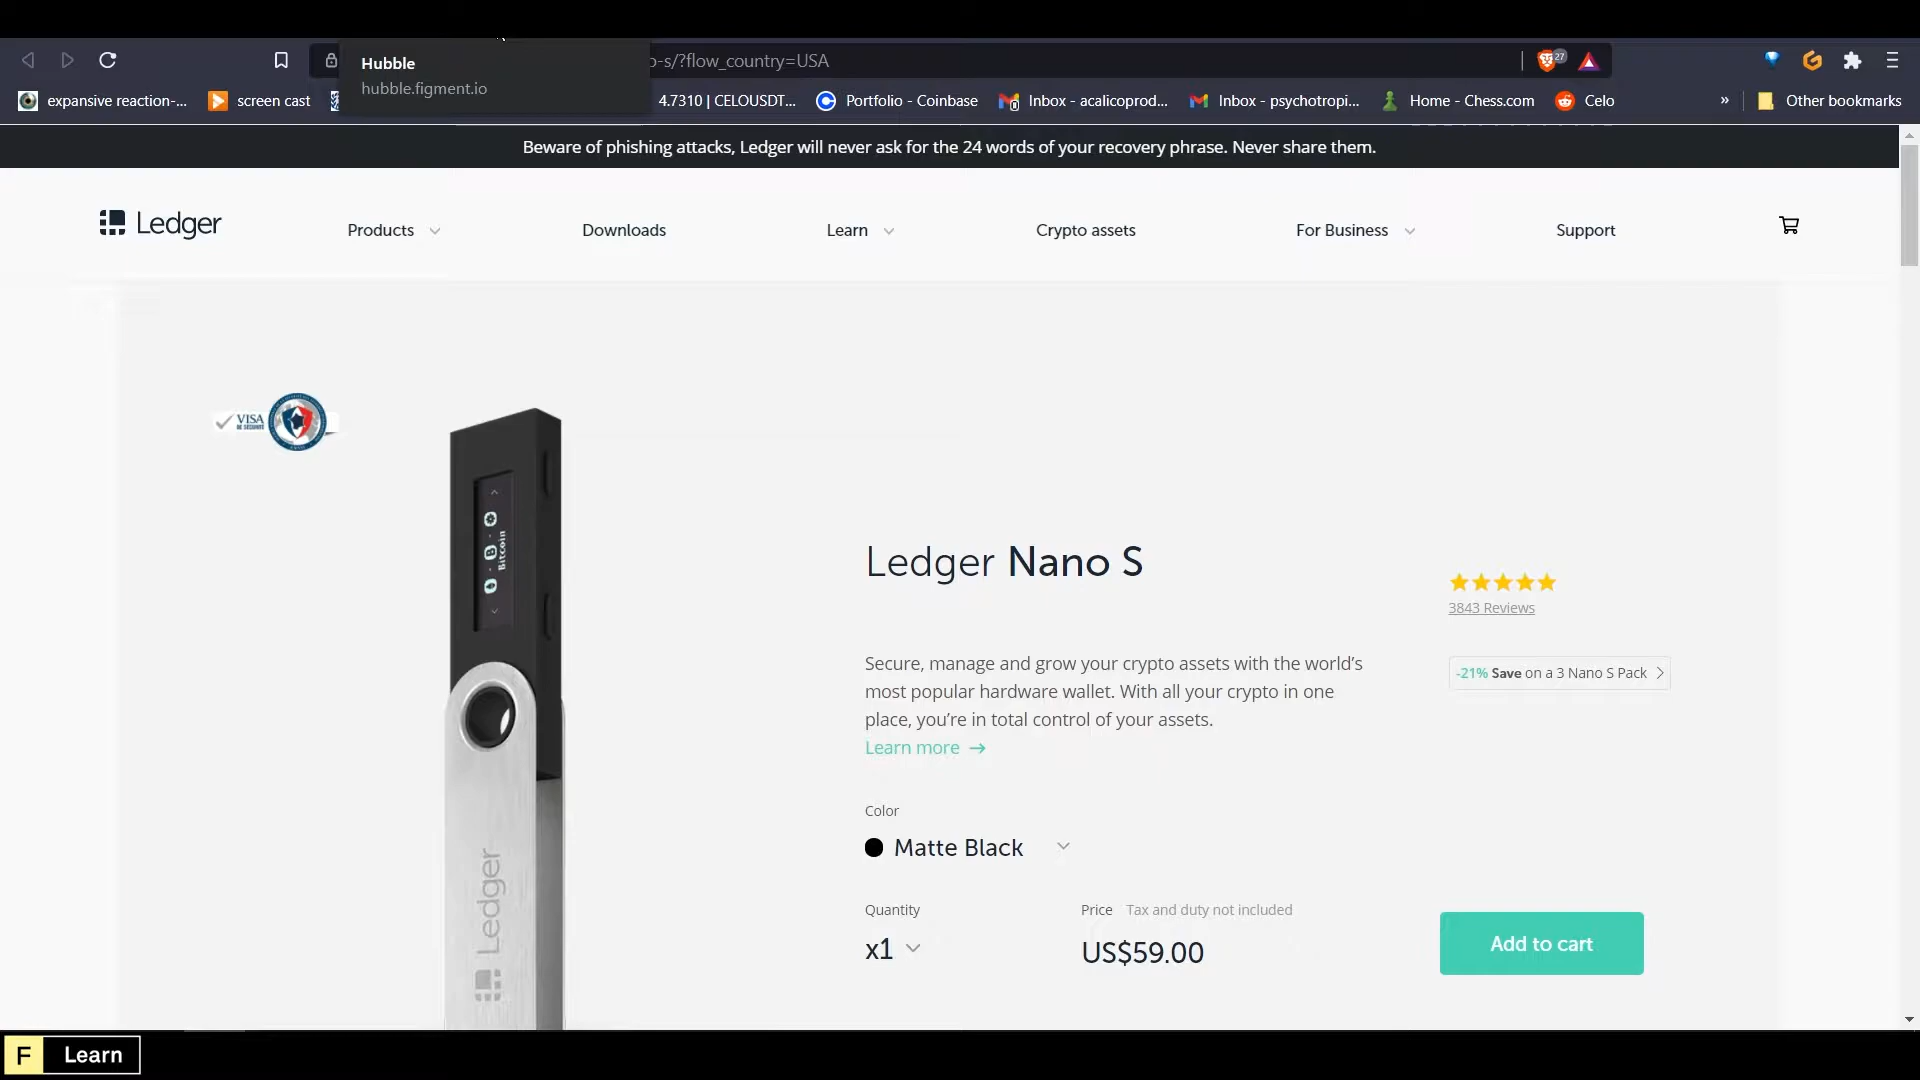 Hubble
hubble.figment.io
o-s/?flow_country=USA
27
expansive reaction-...
screen cast
4.7310 | CELOUSDT...
Portfolio - Coinbase
Inbox - acalicoprod...
Inbox - psychotropi...
Home - Chess.com
Celo
»
Other bookmarks
Beware of phishing attacks, Ledger will never ask for the 24 words of your recovery phrase. Never share them.
Ledger
Products
Downloads
Learn
Crypto assets
For Business
Support
VISA
DE SÉCURITÉ
Bitcoin
Ledger
Ledger Nano S
3843 Reviews
Secure, manage and grow your crypto assets with the world's
most popular hardware wallet. With all your crypto in one
place, you're in total control of your assets.
Learn more →
-21% Save on a 3 Nano S Pack
Color
Matte Black
Quantity
x1
Price Tax and duty not included
US$59.00
Add to cart
F Learn